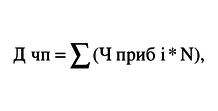 Д чп = ∑ (Ч приб i * N),